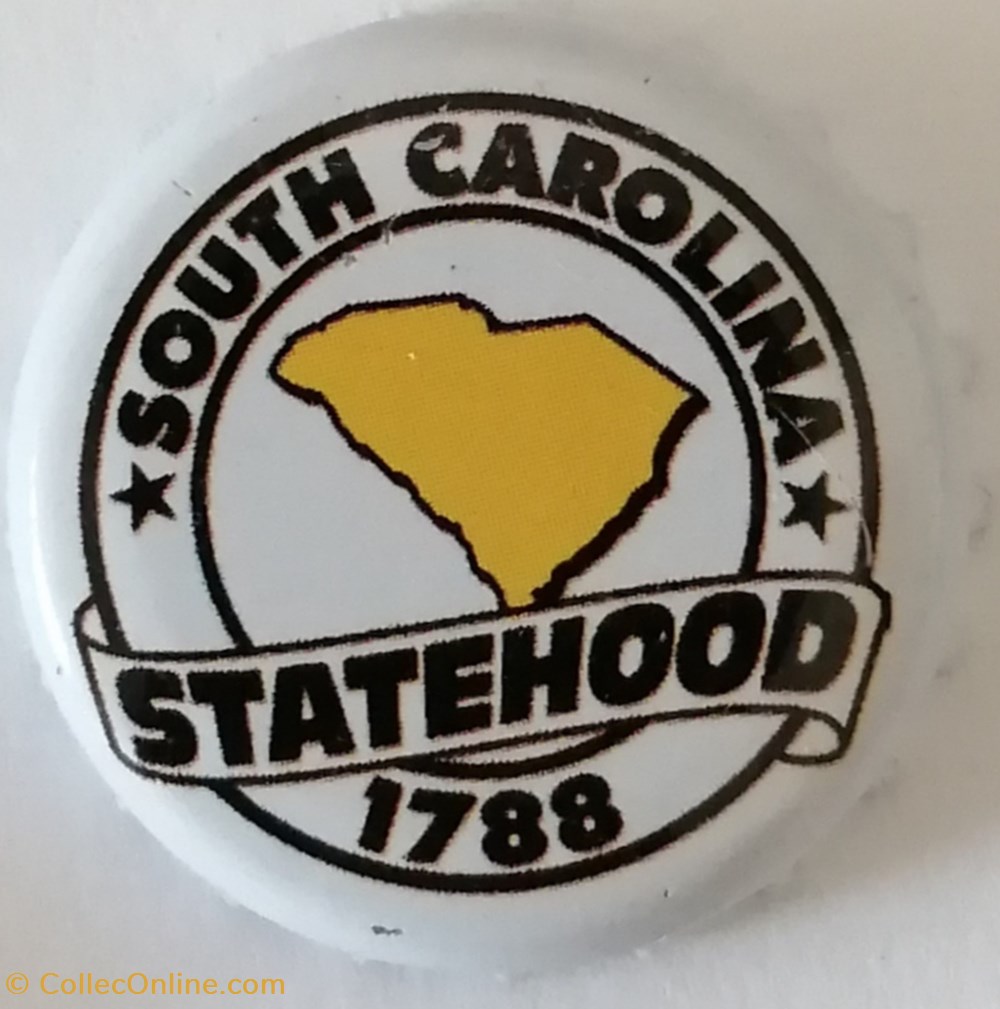 ★SOUTH CAROLINA★
STATEHOOD
1788
© CollecOnline.com